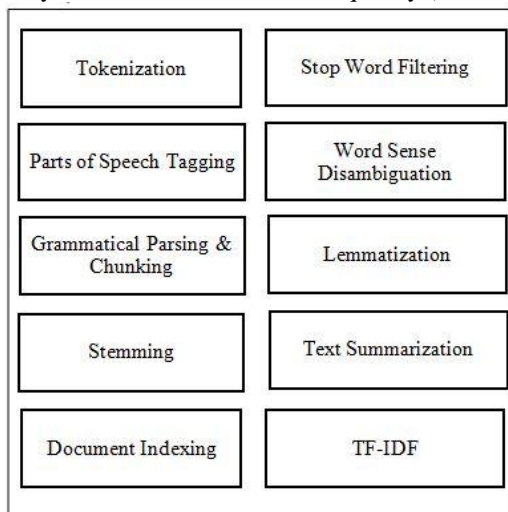 Tokenization
Stop Word Filtering
Parts of Speech Tagging
Word Sense
Disambiguation
Grammatical Parsing &
Chunking
Lemmatization
Stemming
Text Summarization
Document Indexing
TF-IDF